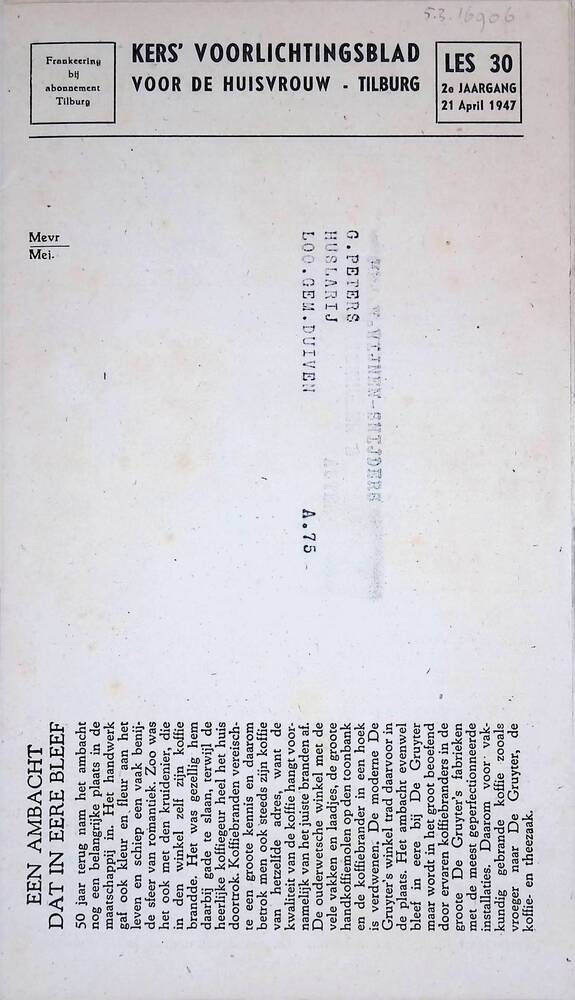 5.3.16906
Frankeering
bij
abonnement
Tilburg
KERS' VOORLICHTINGSBLAD
VOOR DE HUISVROUW - TILBURG
LES 30
2e JAARGANG
21 April 1947
Mevr
Mej.
G.PETERS
HUSLARIJ
LOO.GEM.DUIVEN A.75
EEN AMBACHT
DAT IN EERE BLEEF
50 jaar terug nam het ambacht
nog een belangrijke plaats in de
maatschappij in. Het handwerk
gaf ook kleur en fleur aan het
leven en schiep een vaak benij-
de sfeer van romantiek. Zoo was
het ook met den kruidenier, die
in den winkel zelf zijn koffie
brandde. Het was gezellig hem
daarbij gade te slaan, terwijl de
heerlijke koffiegeur heel het huis
doortrok. Koffiebranden vereisch-
te een groote kennis en daarom
betrok men ook steeds zijn koffie
van hetzelfde adres, want de
kwaliteit van de koffie hangt voor-
namelijk van het juiste branden af.
De ouderwetsche winkel met de
vele vakken en laadjes, de groote
handkoffiemolen op den toonbank
en de koffiebrander in een hoek
is verdwenen. De moderne De
Gruyter's winkel trad daarvoor in
de plaats. Het ambacht evenwel
bleef in eere bij De Gruyter
maar wordt in het groot beoefend
door ervaren koffiebranders in de
groote De Gruyter's fabrieken
met de meest geperfectionneerde
installaties. Daarom voor vak-
kundig gebrande koffie zooals
vroeger naar De Gruyter, de
koffie- en theezaak.